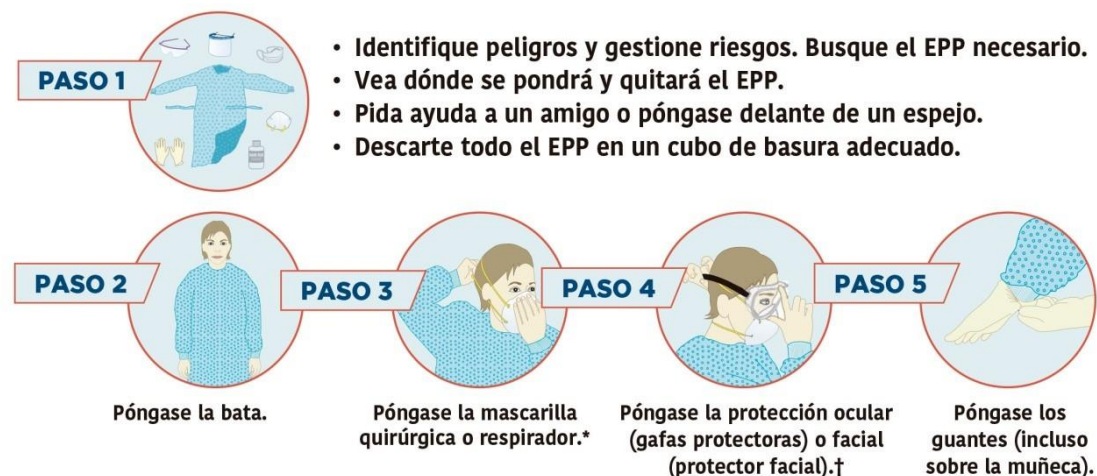 PASO 1
• Identifique peligros y gestione riesgos. Busque el EPP necesario.
• Vea dónde se pondrá y quitará el EPP.
• Pida ayuda a un amigo o póngase delante de un espejo.
• Descarte todo el EPP en un cubo de basura adecuado.
PASO 2
Póngase la bata.
PASO 3
Póngase la mascarilla
quirúrgica o respirador.*
PASO 4
Póngase la protección ocular
(gafas protectoras) o facial
(protector facial).†
PASO 5
Póngase los
guantes (incluso
sobre la muñeca).